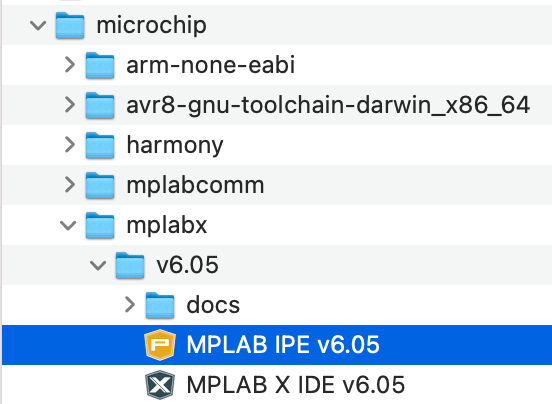 microchip
arm-none-eabi
avr8-gnu-toolchain-darwin_x86_64
harmony
mplabcomm
mplabx
v6.05
docs
MPLAB IPE v6.05
MPLAB X IDE v6.05